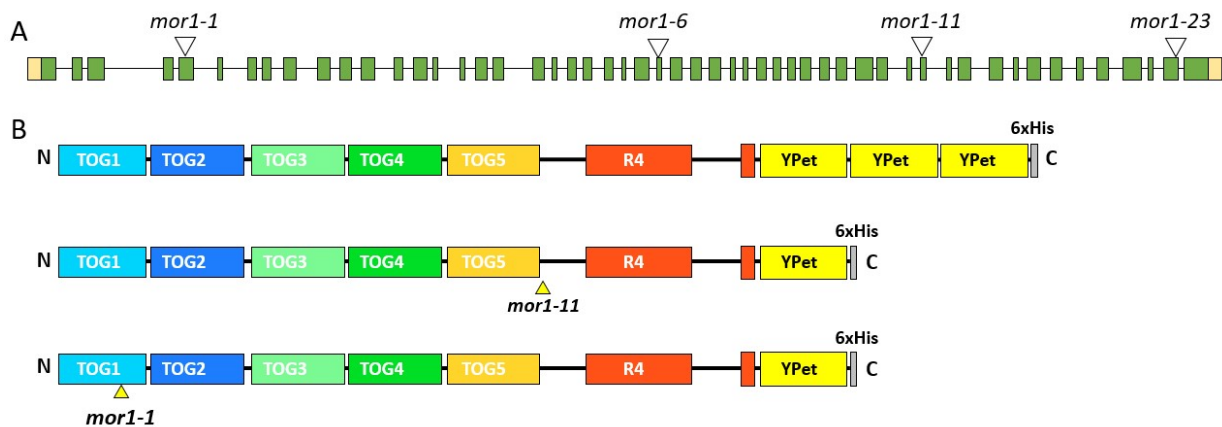 A mor1-1 mor1-6 mor1-11 mor1-23
B
6xHis
N TOG1 TOG2 TOG3 TOG4 TOG5 R4 YPet YPet YPet C
6xHis
N TOG1 TOG2 TOG3 TOG4 TOG5 R4 YPet C
mor1-11
6xHis
N TOG1 TOG2 TOG3 TOG4 TOG5 R4 YPet C
mor1-1